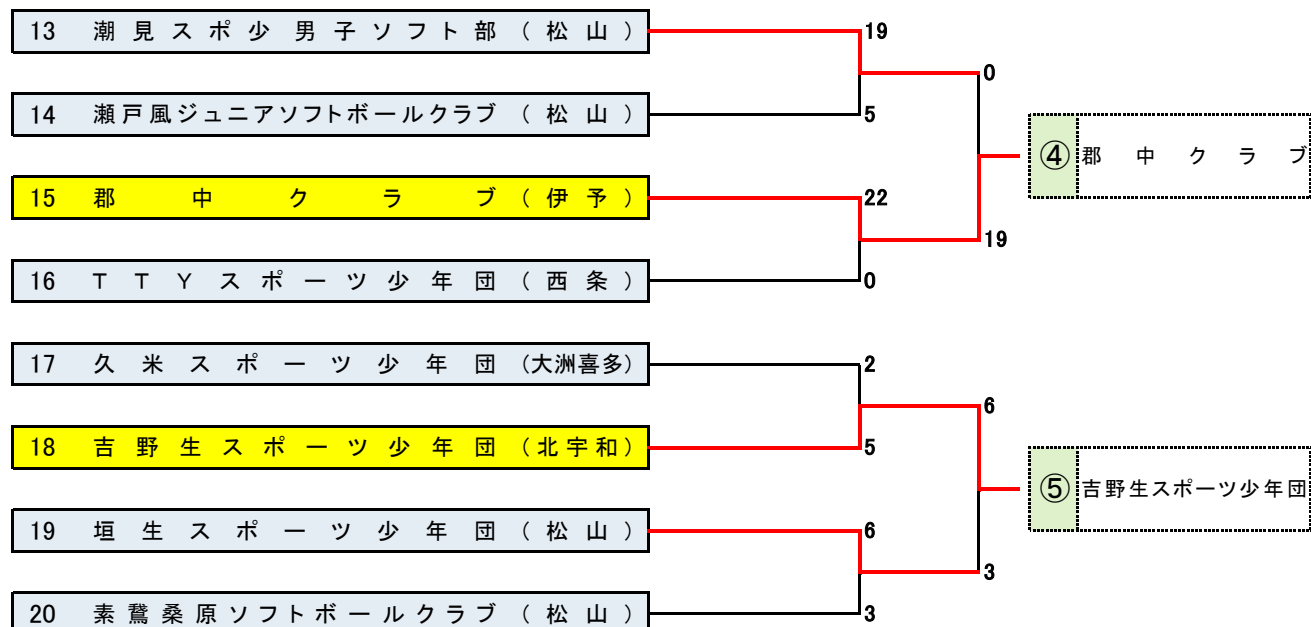 13 潮見スポ少男子ソフト部（松山） 19
0
14 瀬戸風ジュニアソフトボールクラブ（松山） 5
④ 郡中クラブ
15 郡中クラブ（伊予） 22
19
16 ＴＴＹスポーツ少年団（西条） 0
17 久米スポーツ少年団（大洲喜多） 2
6
18 吉野生スポーツ少年団（北宇和） 5
⑤ 吉野生スポーツ少年団
19 垣生スポーツ少年団（松山） 6
3
20 素鵞桑原ソフトボールクラブ（松山） 3